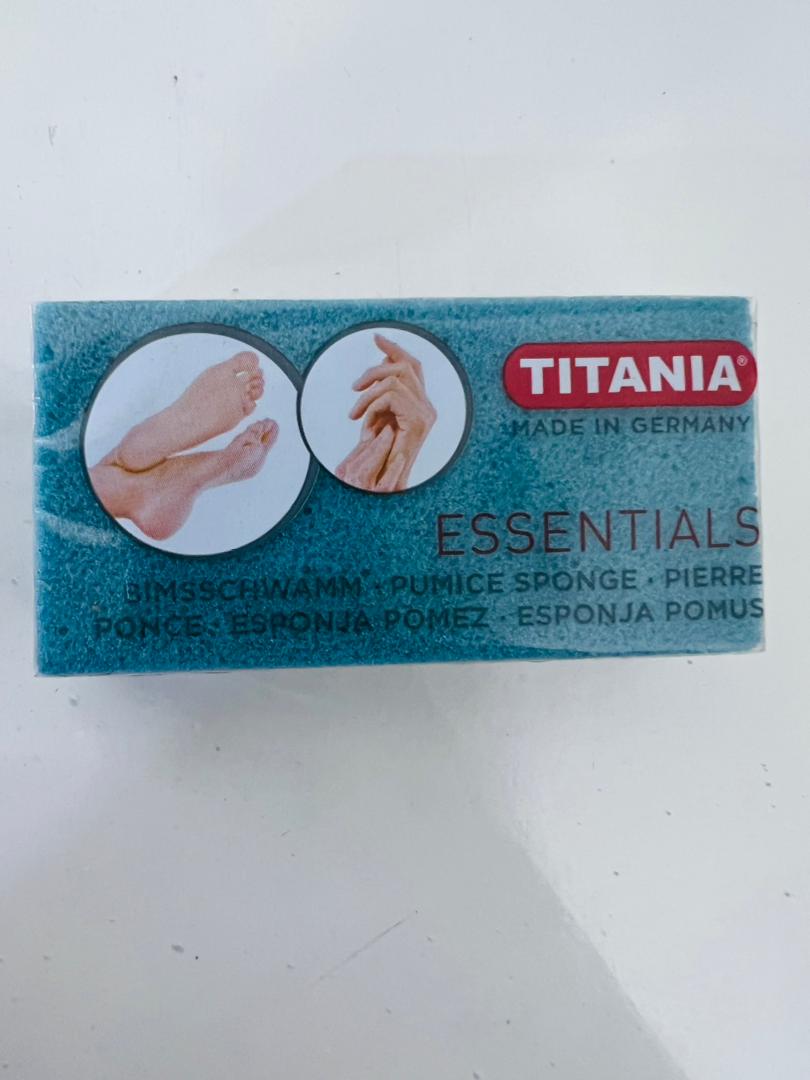 TITANIA®
MADE IN GERMANY
ESSENTIALS
BIMSSCHWAMM · PUMICE SPONGE · PIERRE
PONCE · ESPONJA POMEZ · ESPONJA POMUS